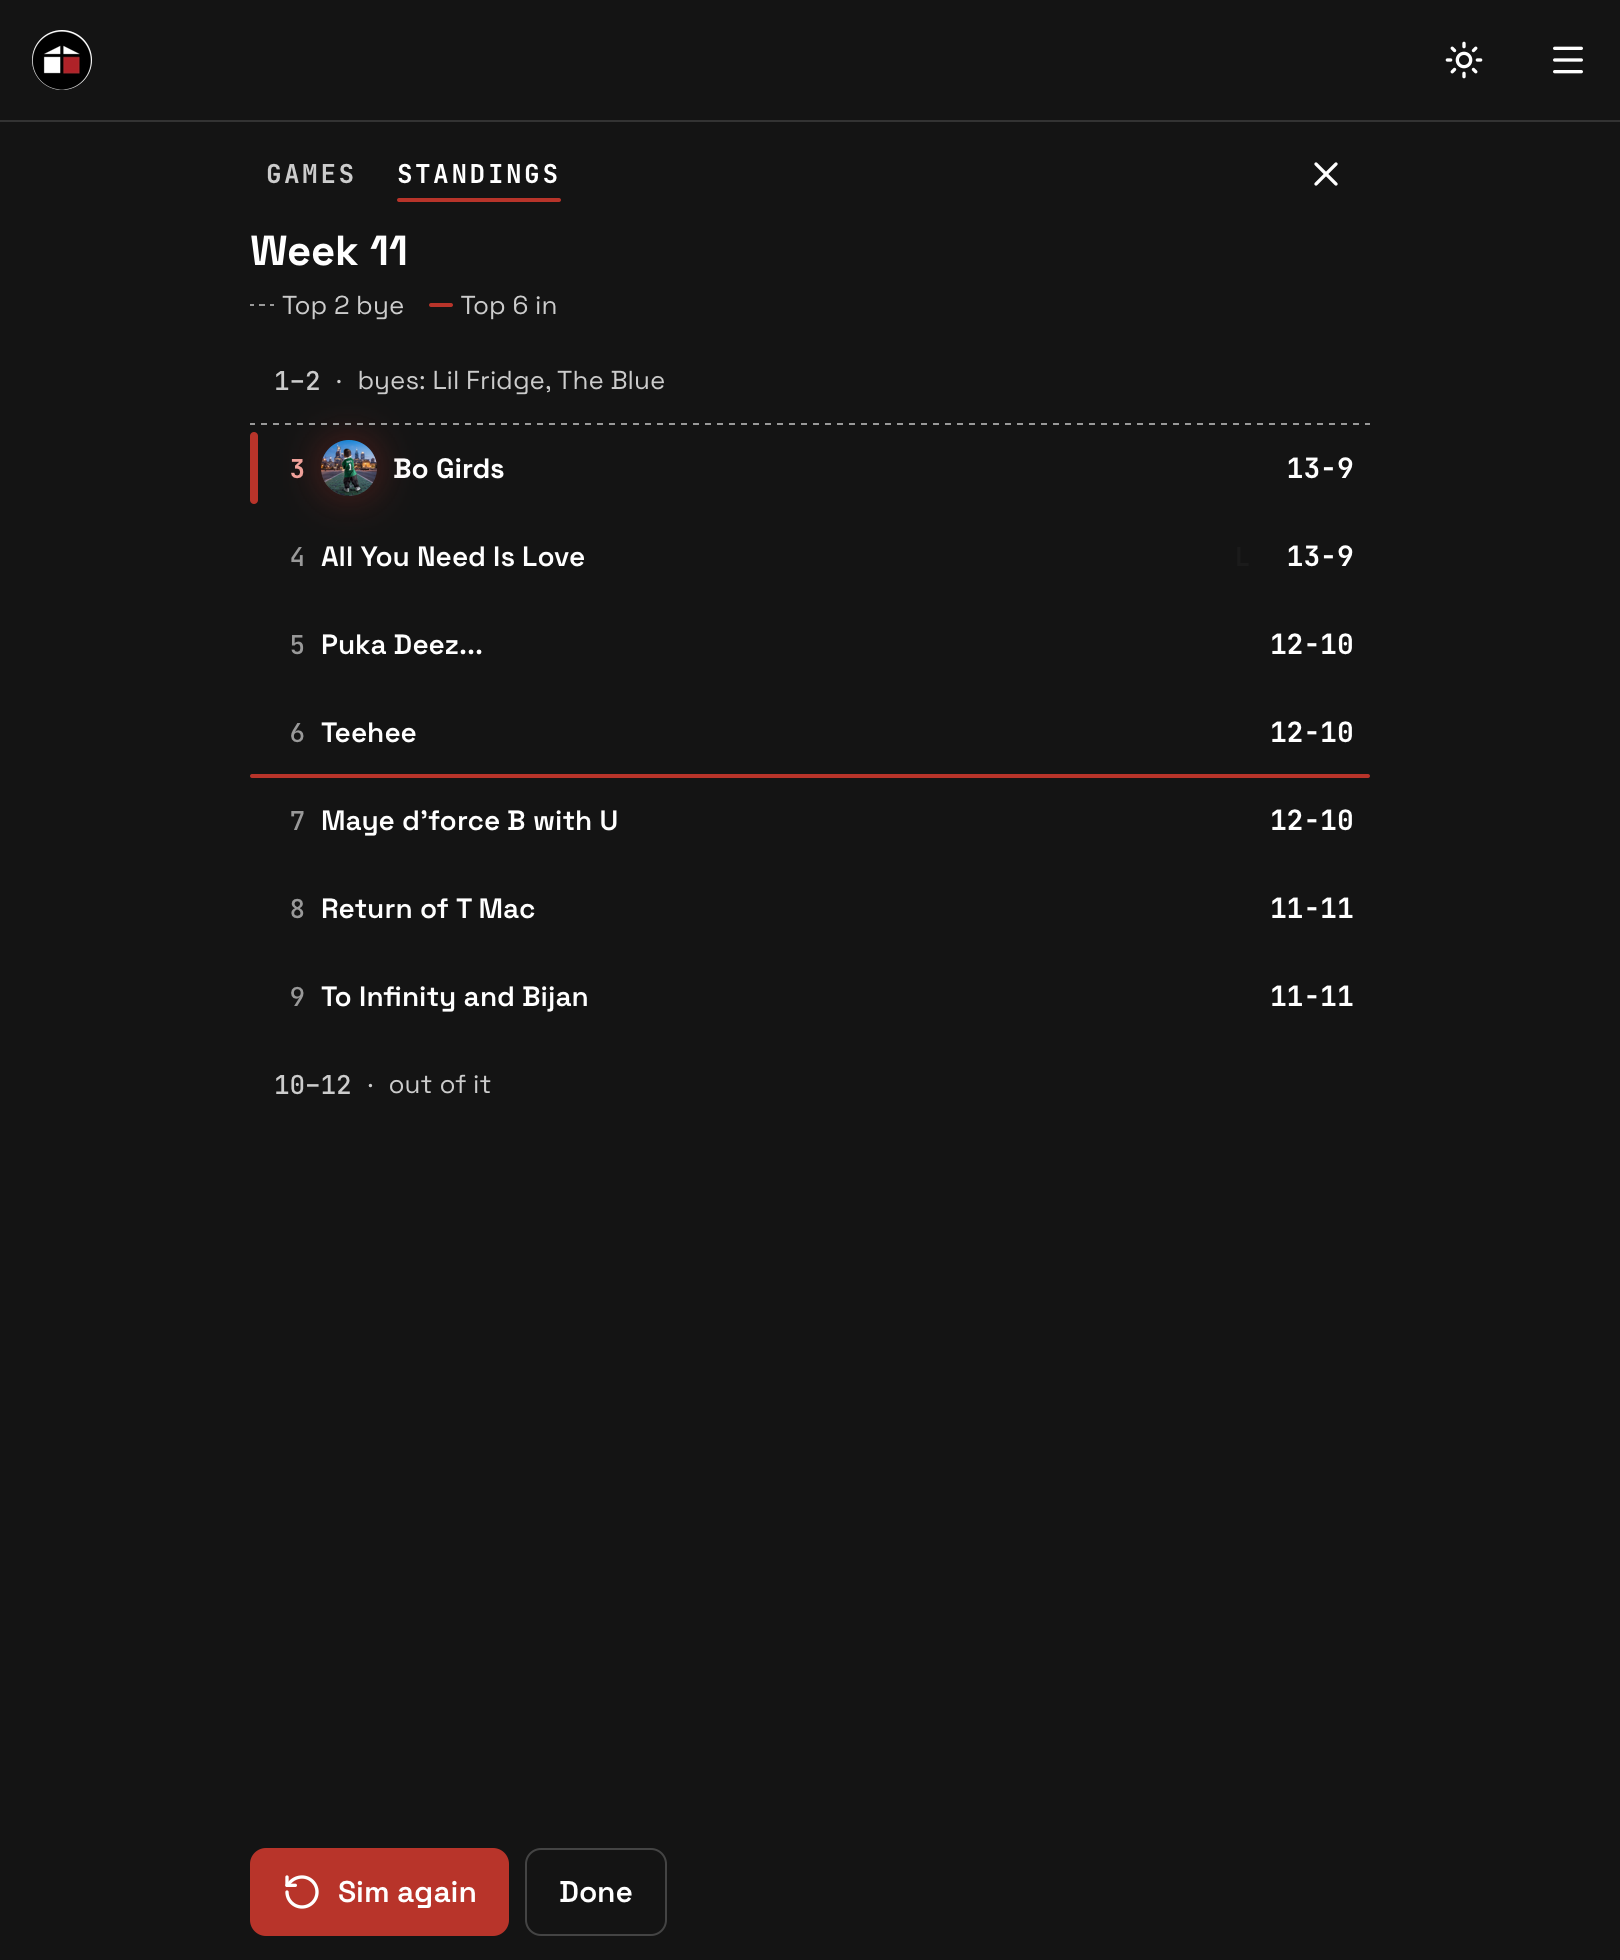 GAMES STANDINGS
Week 11
Top 2 bye Top 6 in
1–2 · byes: Lil Fridge, The Blue
3 Bo Girds 13-9
4 All You Need Is Love L 13-9
5 Puka Deez... 12-10
6 Teehee 12-10
7 Maye d’force B with U 12-10
8 Return of T Mac 11-11
9 To Infinity and Bijan 11-11
10–12 · out of it
Sim again Done